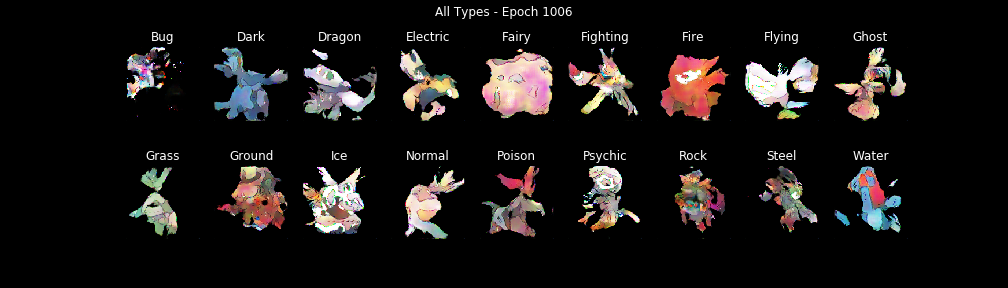 All Types - Epoch 1006
Bug Dark Dragon Electric Fairy Fighting Fire Flying Ghost
Grass Ground Ice Normal Poison Psychic Rock Steel Water